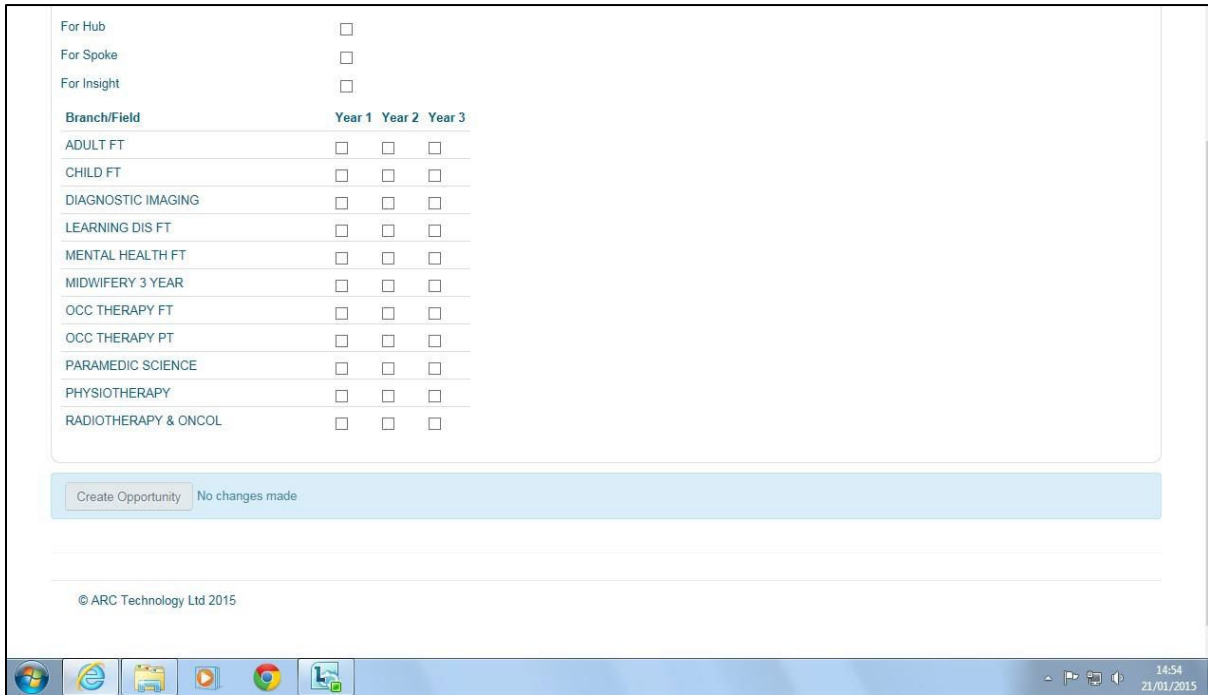 For Hub
For Spoke
For Insight
Branch/Field Year 1 Year 2 Year 3
ADULT FT
CHILD FT
DIAGNOSTIC IMAGING
LEARNING DIS FT
MENTAL HEALTH FT
MIDWIFERY 3 YEAR
OCC THERAPY FT
OCC THERAPY PT
PARAMEDIC SCIENCE
PHYSIOTHERAPY
RADIOTHERAPY & ONCOL
Create Opportunity No changes made
© ARC Technology Ltd 2015
14:54
21/01/2015